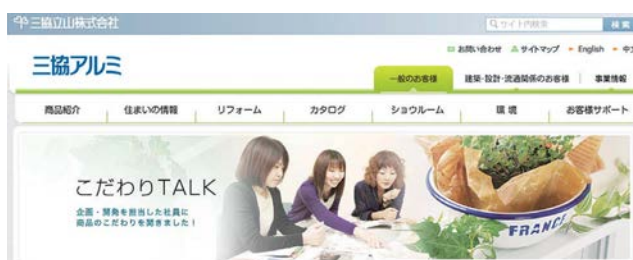 三協立山株式会社
サイト内検索
検索
お問い合わせ サイトマップ English
三協アルミ
一般のお客様 建築・設計・流通関係のお客様 事業情報
商品紹介 住まいの情報 リフォーム カタログ ショウルーム 環境 お客様サポート
こだわりTALK
企画・開発を担当した社員に
商品のこだわりを聞きました!
FRANCE